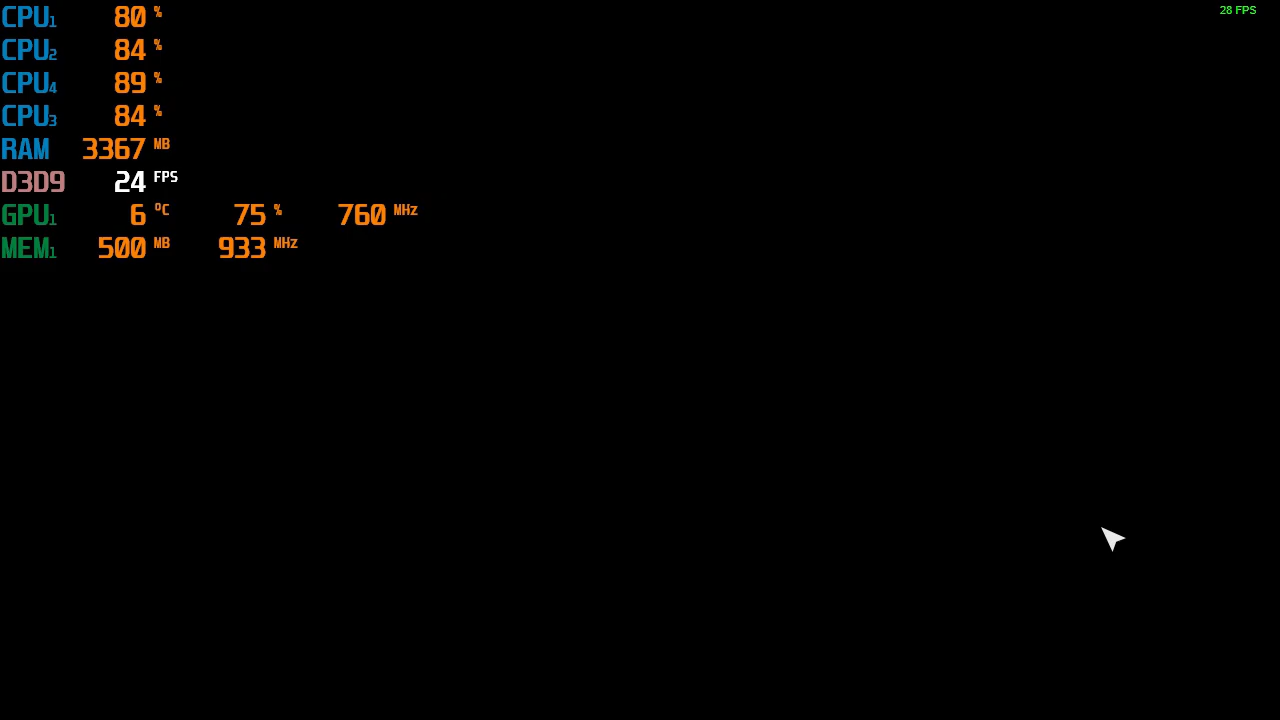 CPU1 80 %
28 FPS
CPU2 84 %
CPU4 89 %
CPU3 84 %
RAM 3367 MB
D3D9 24 FPS
GPU1 6 °C 75 % 760 MHz
MEM1 500 MB 933 MHz